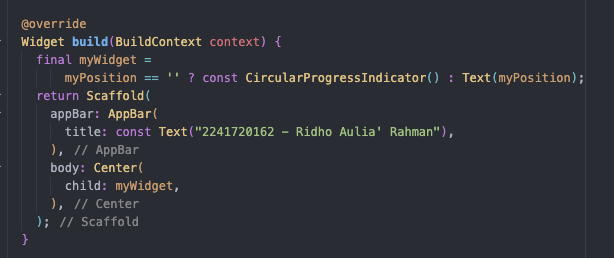 @override
Widget build(BuildContext context) {
  final myWidget =
      myPosition == '' ? const CircularProgressIndicator() : Text(myPosition);
  return Scaffold(
    appBar: AppBar(
      title: const Text("2241720162 - Ridho Aulia' Rahman"),
    ), // AppBar
    body: Center(
      child: myWidget,
    ), // Center
  ); // Scaffold
}